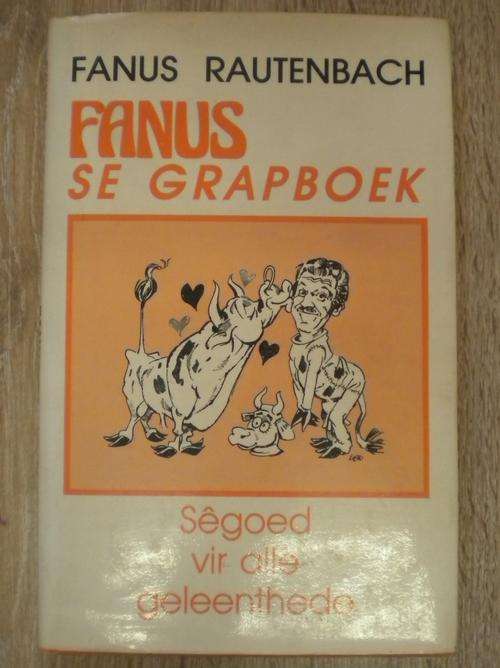 FANUS RAUTENBACH
FANUS
SE GRAPBOEK
Sêgoed
vir alle
geleenthede